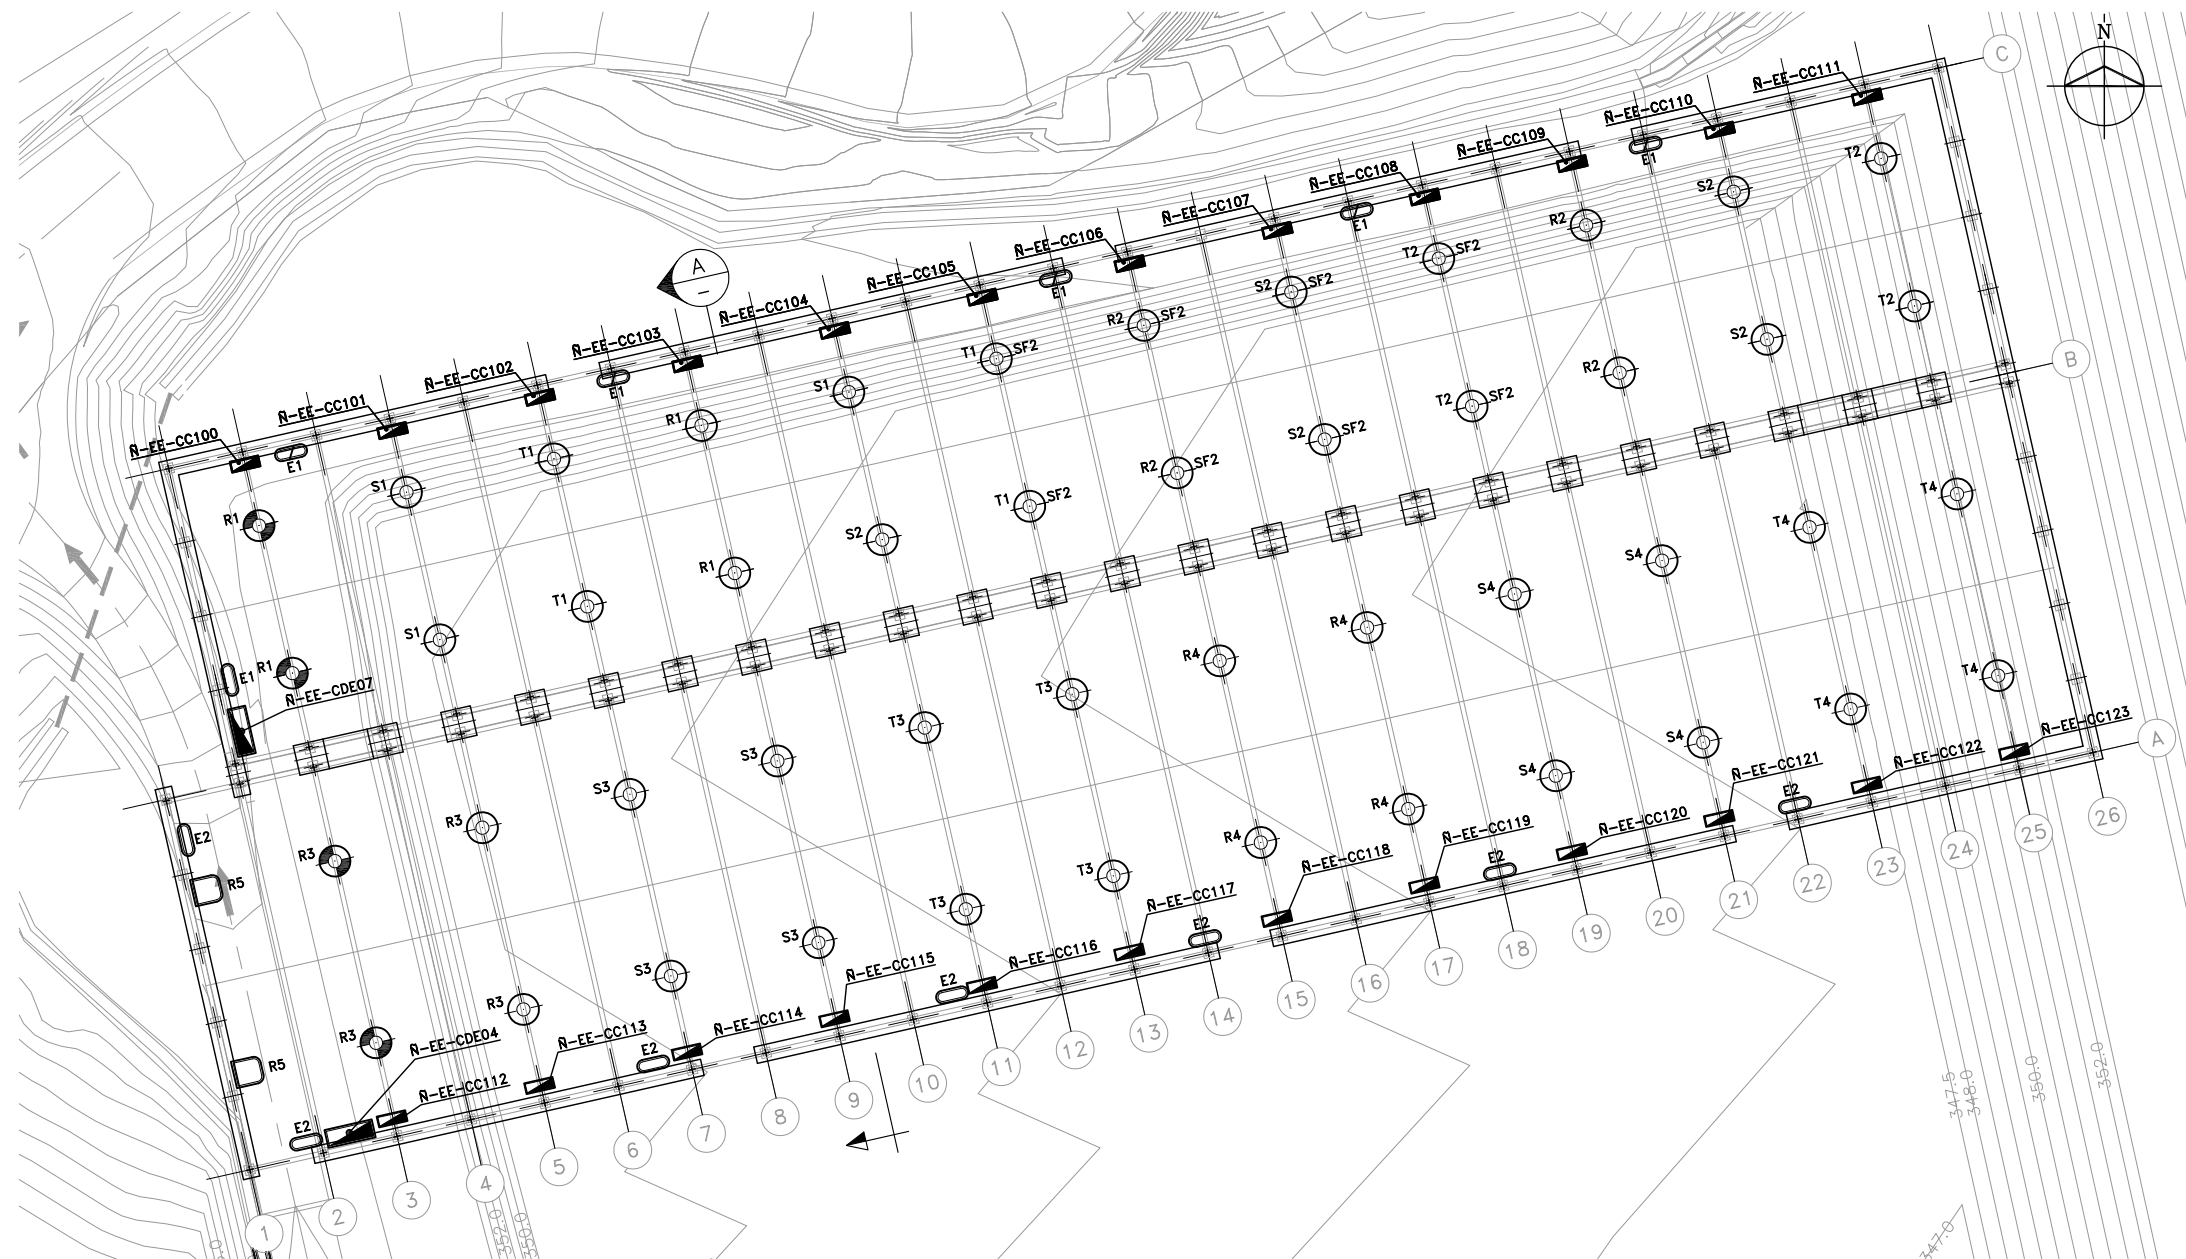 N
C
Ñ-EE-CC111
Ñ-EE-CC110
Ñ-EE-CC109
Ñ-EE-CC108
Ñ-EE-CC107
Ñ-EE-CC106
Ñ-EE-CC105
Ñ-EE-CC104
Ñ-EE-CC103
Ñ-EE-CC102
Ñ-EE-CC101
Ñ-EE-CC100
A
–
E1
E1
E1
E1
E1
T2
S2
R2
T2 SF2
S2 SF2
R2 SF2
T1 SF2
S1
R1
T1
S1
R1
T2
S2
R2
T2 SF2
S2 SF2
R2 SF2
T1 SF2
S2
R1
T1
S1
R1
B
E1
Ñ-EE-CDE07
T4
T4
S4
S4
R4
R4
T3
T3
S3
S3
R3
R3
T4
T4
S4
S4
R4
R4
T3
T3
S3
S3
R3
R3
A
E2
R5
R5
Ñ-EE-CC123
Ñ-EE-CC122
Ñ-EE-CC121
Ñ-EE-CC120
Ñ-EE-CC119
Ñ-EE-CC118
Ñ-EE-CC117
Ñ-EE-CC116
Ñ-EE-CC115
Ñ-EE-CC114
Ñ-EE-CC113
Ñ-EE-CC112
Ñ-EE-CDE04
E2
E2
E2
E2
E2
E2
1
2
3
4
5
6
7
8
9
10
11
12
13
14
15
16
17
18
19
20
21
22
23
24
25
26
352.0
350.0
347.5
348.0
350.0
352.0
347.0